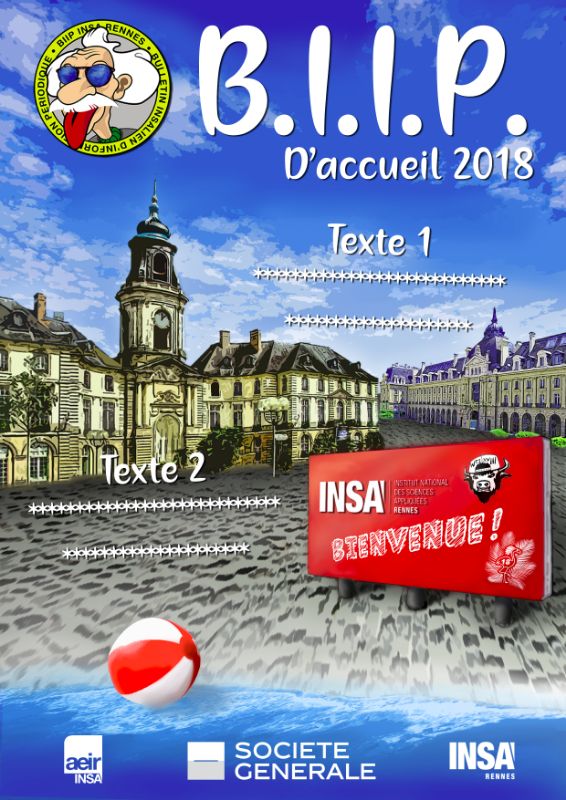 • BIIP INSA RENNES • BULLETIN INSALIEN D'INFORMATION PERIODIQUE
B.I.I.P.
D'accueil 2018
Texte 1
****************************
*********************
Texte 2
****************************
*********************
INSA
INSTITUT NATIONAL
DES SCIENCES
APPLIQUÉES
RENNES
BIENVENUE !
aeir
INSA
SOCIETE
GENERALE
INSA
RENNES